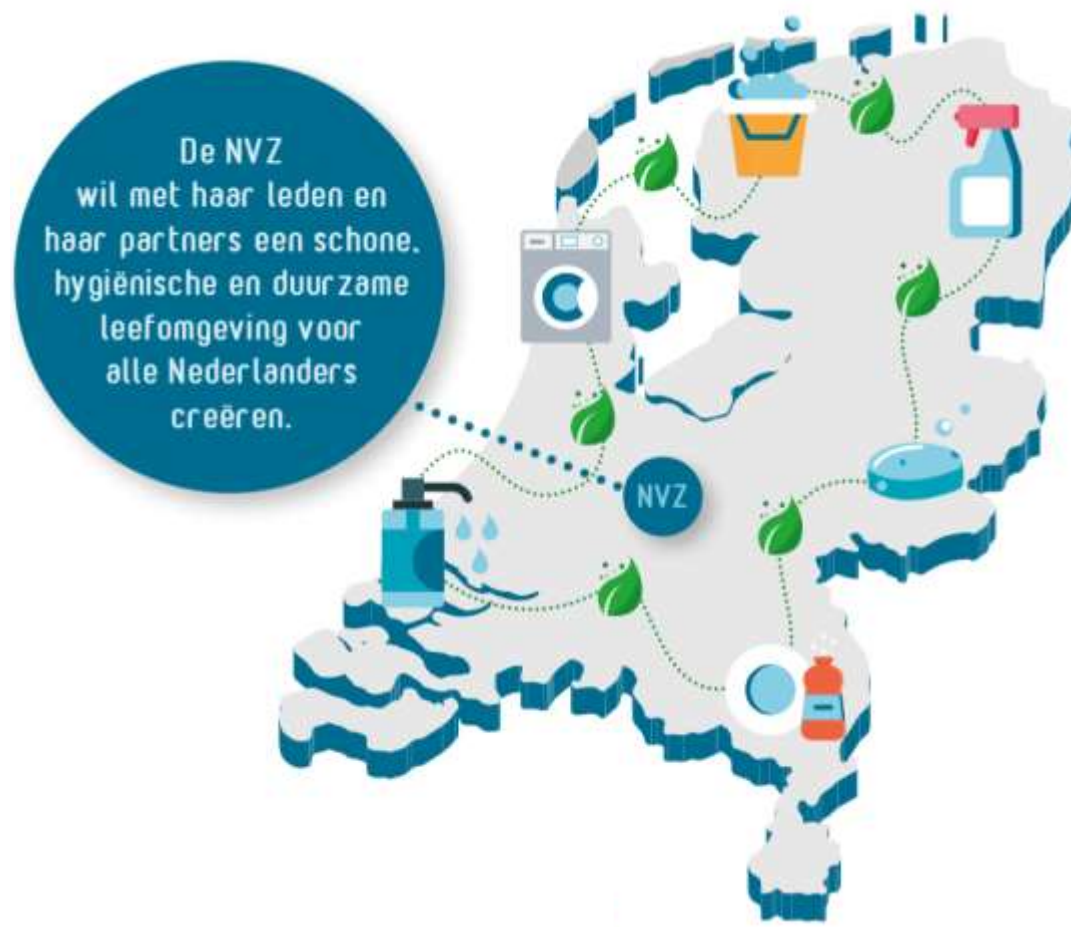 De NVZ
wil met haar leden en
haar partners een schone.
hygiënische en duurzame
leefomgeving voor
alle Nederlanders
creëren.
NVZ